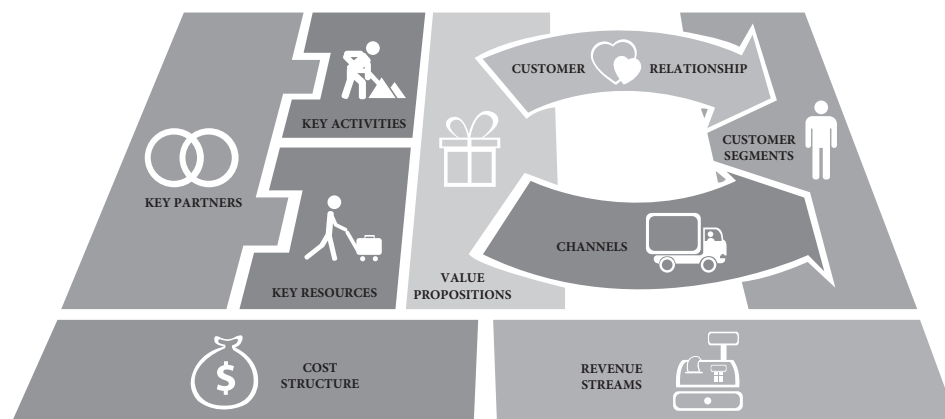 CUSTOMER RELATIONSHIP
KEY ACTIVITIES
CUSTOMER
SEGMENTS
KEY PARTNERS
CHANNELS
KEY RESOURCES
VALUE
PROPOSITIONS
COST
STRUCTURE
$
REVENUE
STREAMS